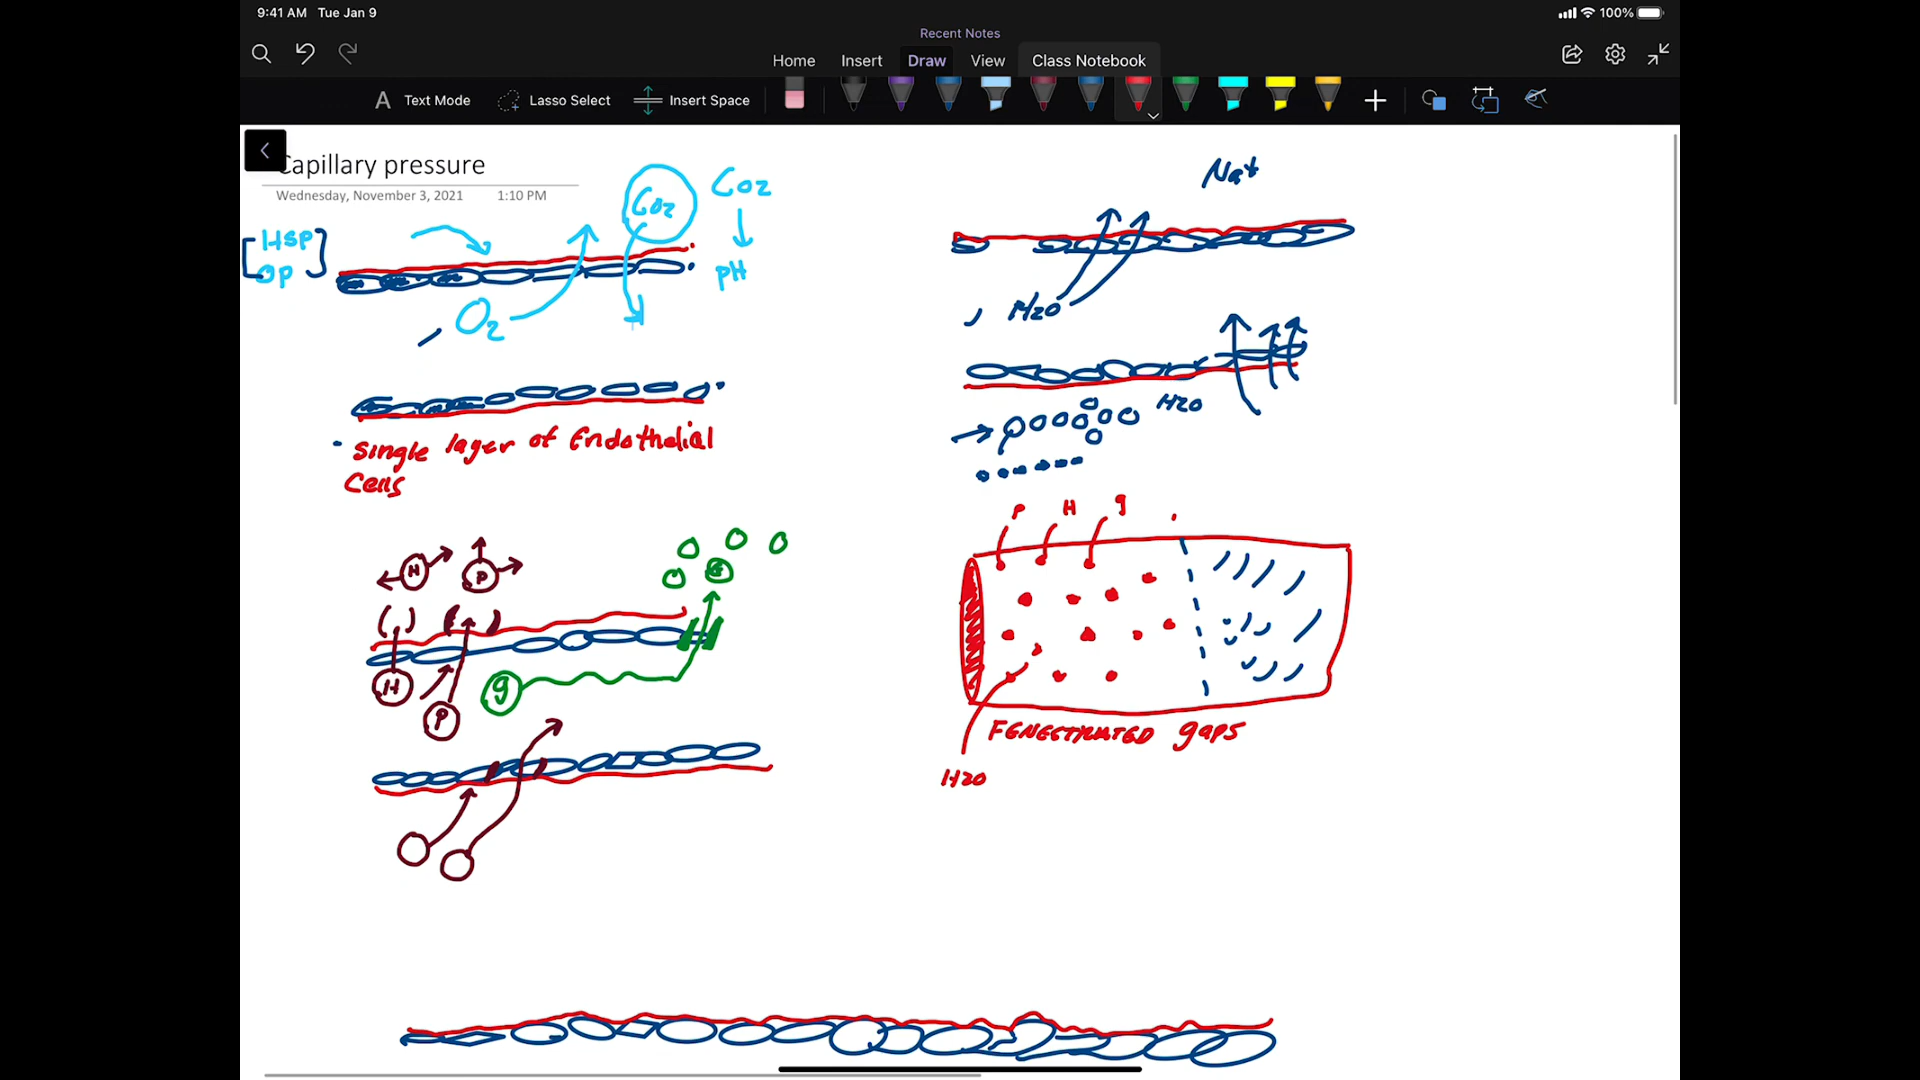 9:41 AM Tue Jan 9
100%
Recent Notes
Home Insert Draw View Class Notebook
A Text Mode Lasso Select Insert Space
Capillary pressure
Wednesday, November 3, 2021 1:10 PM
HSP
OP
CO2
CO2
pH
O2
Na+
H2O
single layer of Endothelial
Cells
H2O
P H g
H P
G
H
P
g
FENESTRATED gaps
H2O